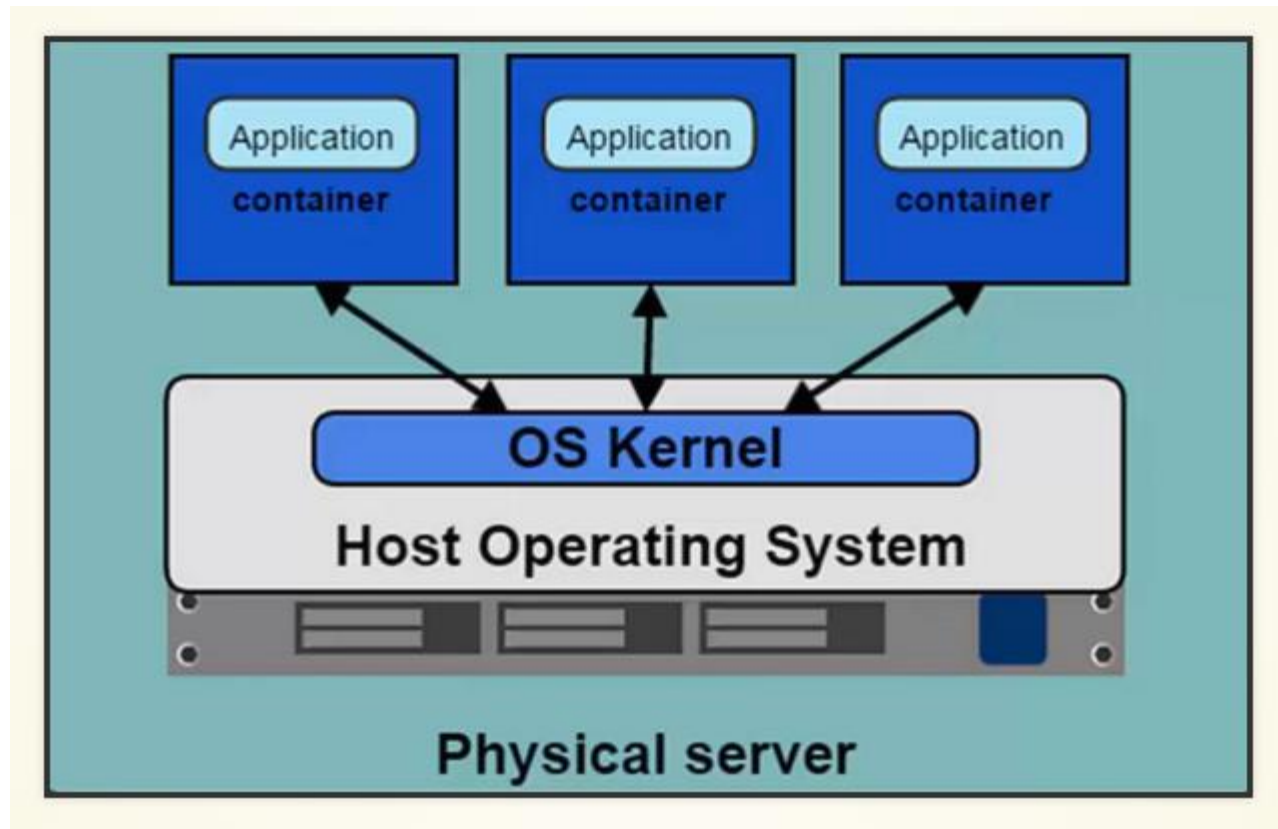 Application
container
Application
container
Application
container
OS Kernel
Host Operating System
Physical server